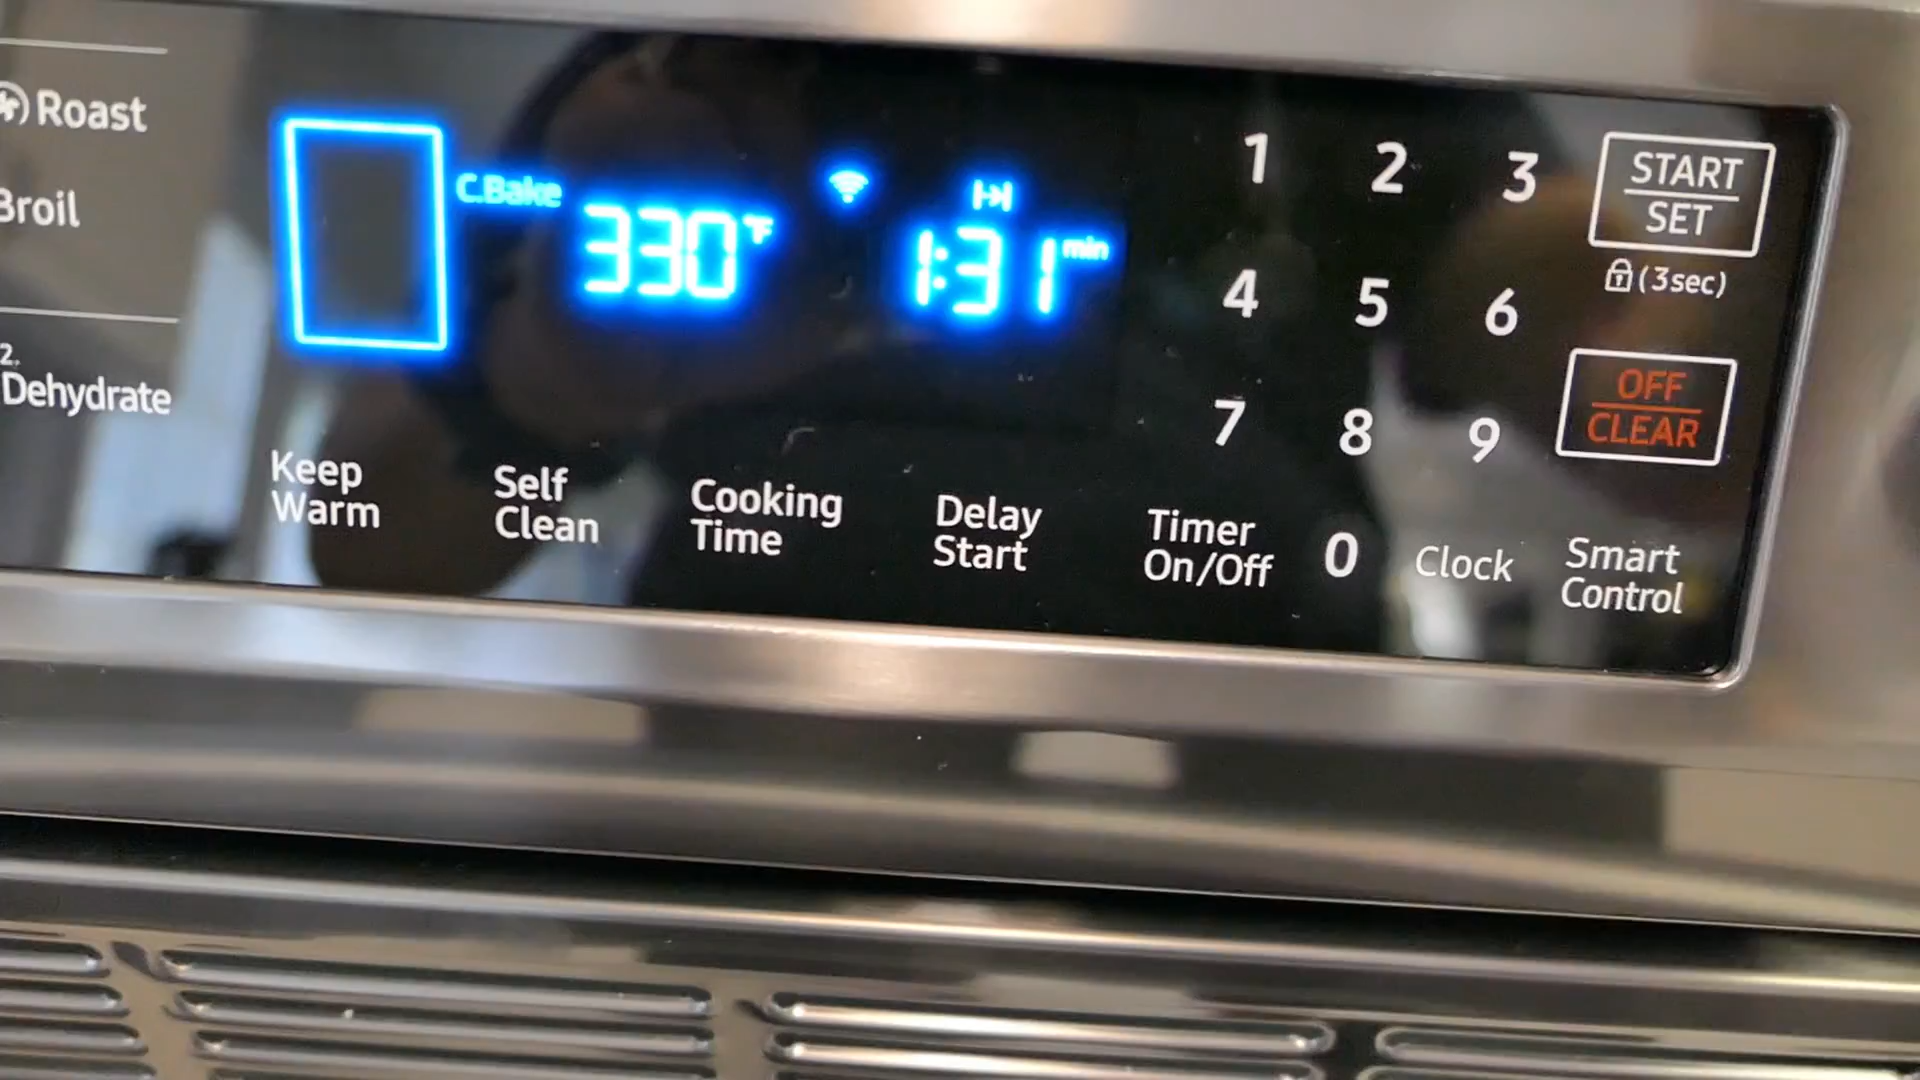 Roast
Broil
2.
Dehydrate
C.Bake
330°F
1:31 min
1 2 3
4 5 6
7 8 9
0
START
SET
(3sec)
OFF
CLEAR
Keep
Warm
Self
Clean
Cooking
Time
Delay
Start
Timer
On/Off
Clock
Smart
Control